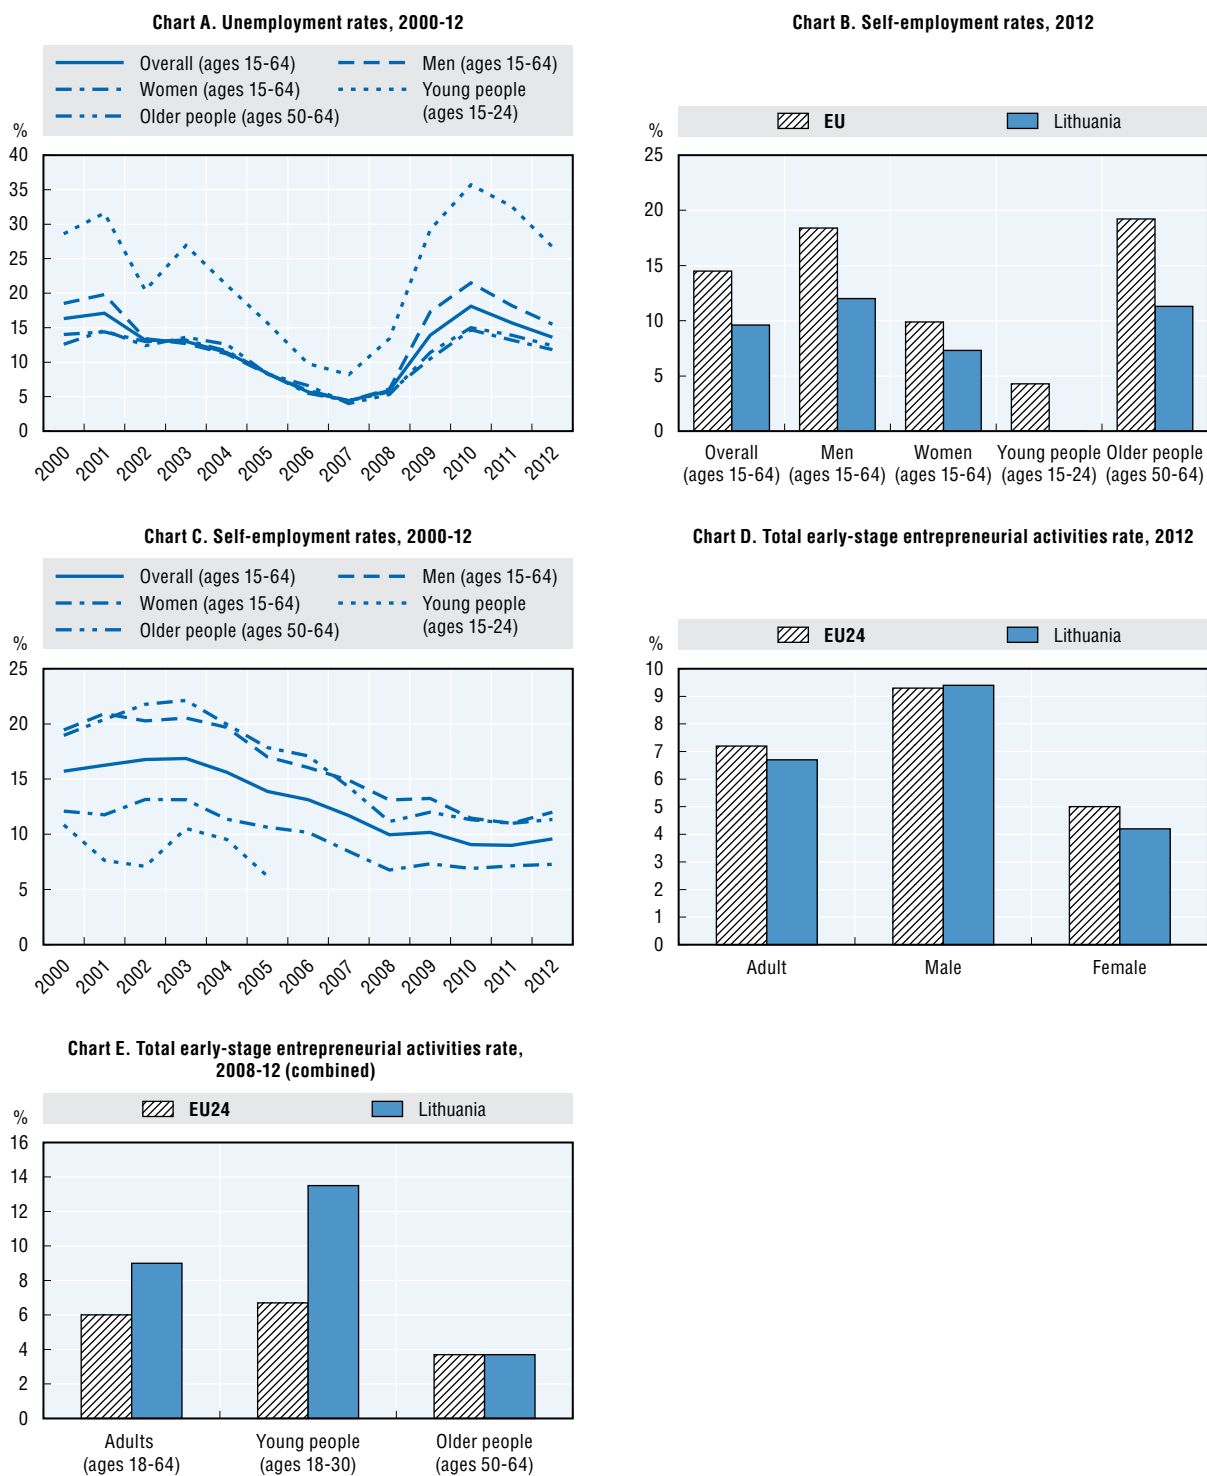 Chart A. Unemployment rates, 2000-12
Overall (ages 15-64)
Men (ages 15-64)
Women (ages 15-64)
Young people
(ages 15-24)
Older people (ages 50-64)
%
40
35
30
25
20
15
10
5
0
2000
2001
2002
2003
2004
2005
2006
2007
2008
2009
2010
2011
2012
Chart B. Self-employment rates, 2012
EU
Lithuania
%
25
20
15
10
5
0
Overall
(ages 15-64)
Men
(ages 15-64)
Women
(ages 15-64)
Young people
(ages 15-24)
Older people
(ages 50-64)
Chart C. Self-employment rates, 2000-12
Overall (ages 15-64)
Men (ages 15-64)
Women (ages 15-64)
Young people
(ages 15-24)
Older people (ages 50-64)
%
25
20
15
10
5
0
2000
2001
2002
2003
2004
2005
2006
2007
2008
2009
2010
2011
2012
Chart D. Total early-stage entrepreneurial activities rate, 2012
EU24
Lithuania
%
10
9
8
7
6
5
4
3
2
1
0
Adult
Male
Female
Chart E. Total early-stage entrepreneurial activities rate,
2008-12 (combined)
EU24
Lithuania
%
16
14
12
10
8
6
4
2
0
Adults
(ages 18-64)
Young people
(ages 18-30)
Older people
(ages 50-64)